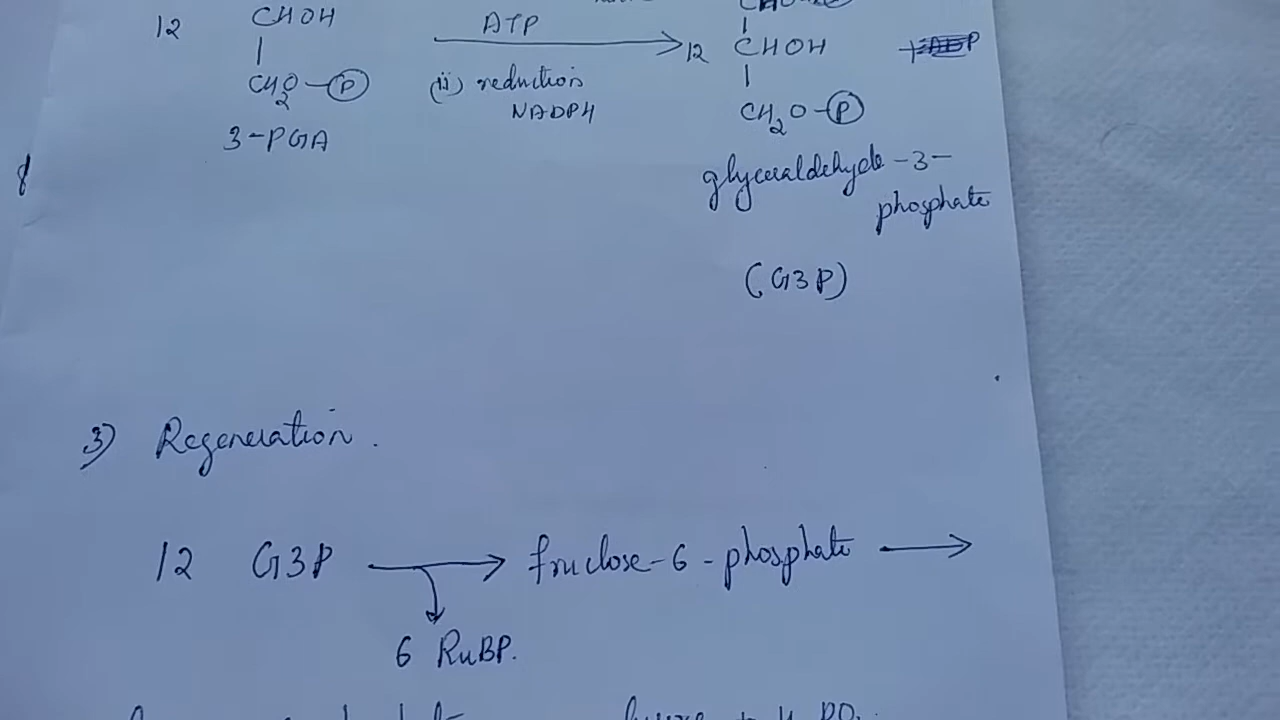 12 CHOH ATP 12 CHOH
|
CH2O-(P) (ii) reduction
NADPH CH2O-(P)
3-PGA
glyceraldehyde-3-
phosphate
(G3P)
3) Regeneration.
12 G3P → fructose-6-phosphate →
6 RuBP.